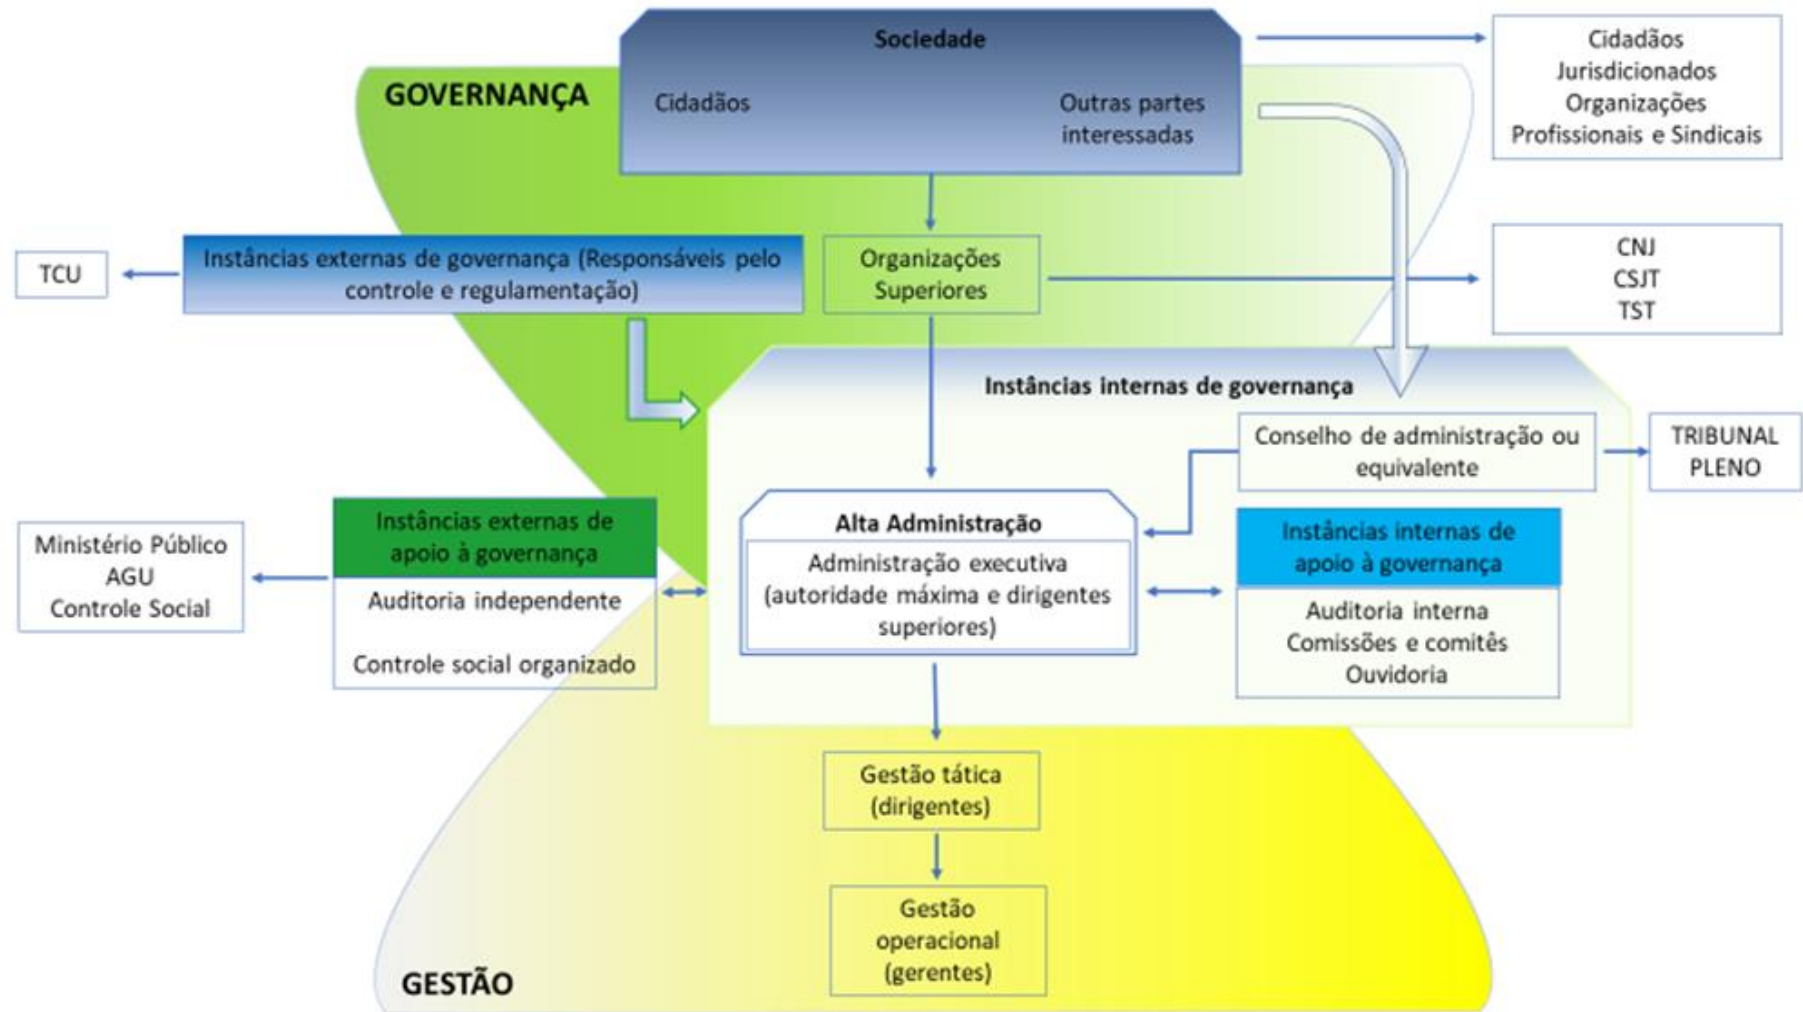 Sociedade
GOVERNANÇA
Cidadãos
Outras partes
interessadas
Cidadãos
Jurisdicionados
Organizações
Profissionais e Sindicais
TCU
Instâncias externas de governança (Responsáveis pelo
controle e regulamentação)
Organizações
Superiores
CNJ
CSJT
TST
Instâncias internas de governança
Conselho de administração ou
equivalente
TRIBUNAL
PLENO
Ministério Público
AGU
Controle Social
Instâncias externas de
apoio à governança
Auditoria independente
Controle social organizado
Alta Administração
Administração executiva
(autoridade máxima e dirigentes
superiores)
Instâncias internas de
apoio à governança
Auditoria interna
Comissões e comitês
Ouvidoria
Gestão tática
(dirigentes)
Gestão
operacional
(gerentes)
GESTÃO